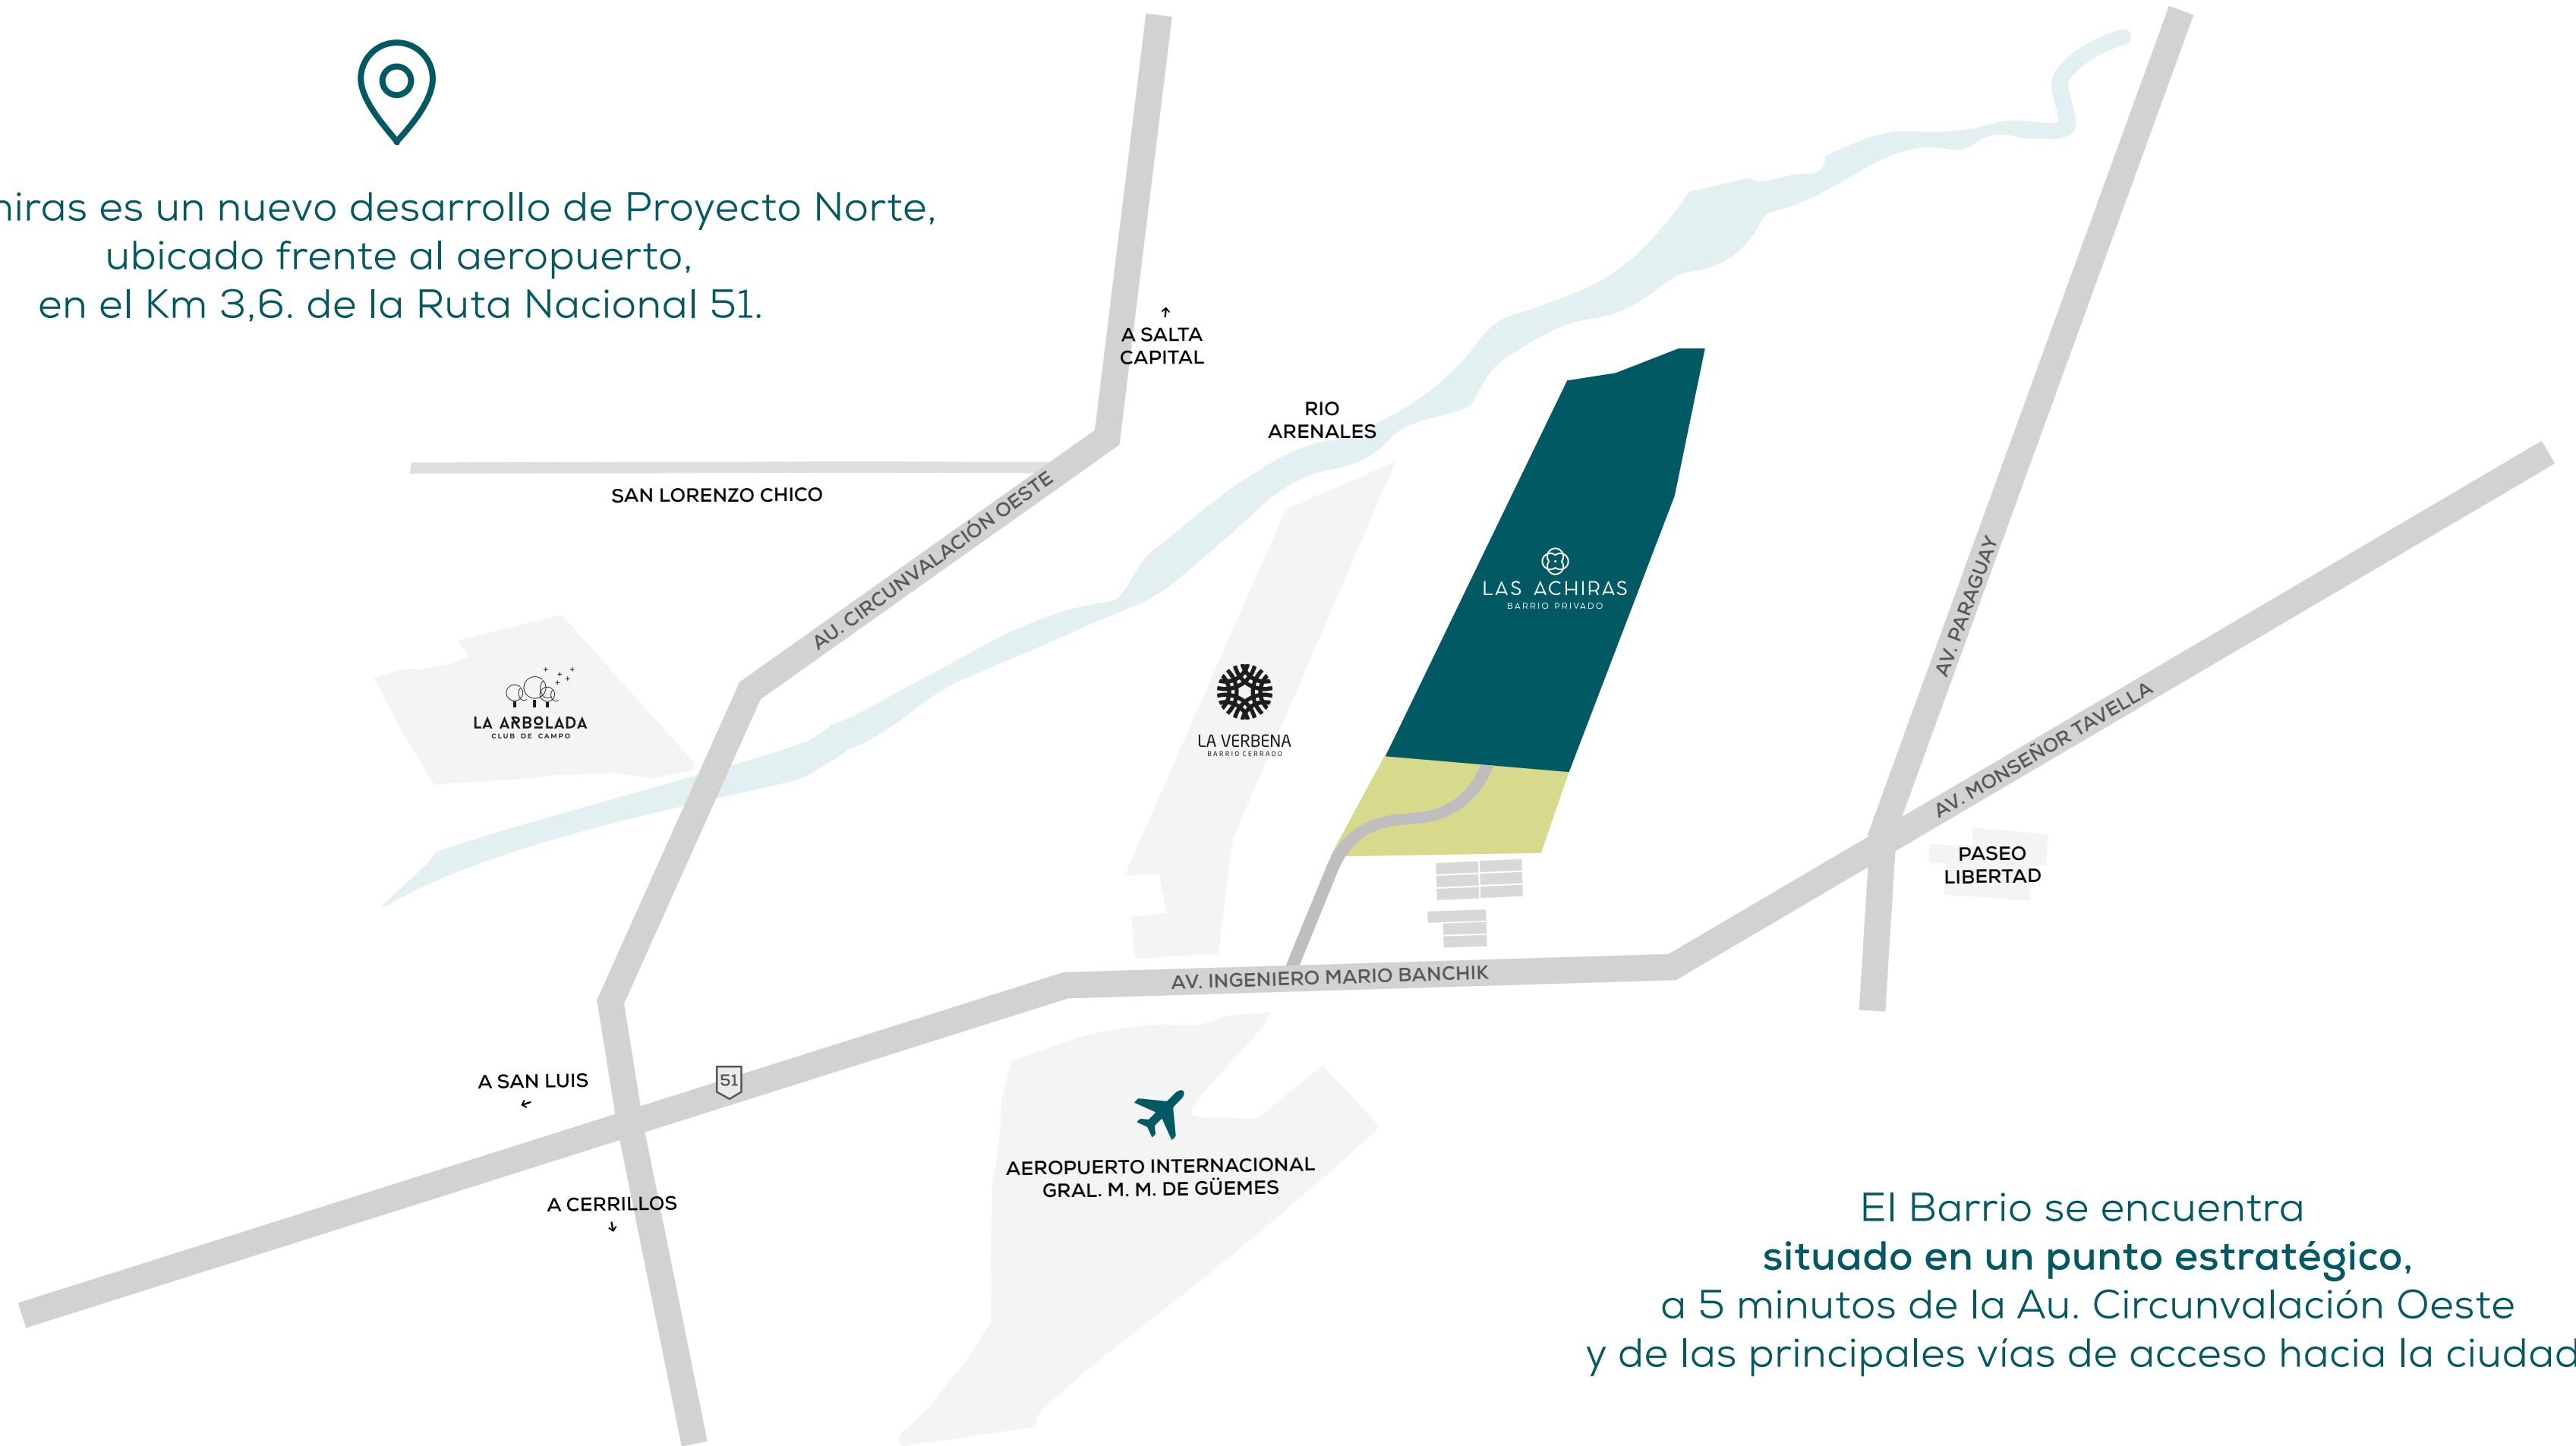 hiras es un nuevo desarrollo de Proyecto Norte,
ubicado frente al aeropuerto,
en el Km 3,6. de la Ruta Nacional 51.
↑
A SALTA
CAPITAL
RIO
ARENALES
SAN LORENZO CHICO
AU. CIRCUNVALACIÓN OESTE
LAS ACHIRAS
BARRIO PRIVADO
AV. PARAGUAY
LA ARBOLADA
CLUB DE CAMPO
LA VERBENA
BARRIO CERRADO
AV. MONSEÑOR TAVELLA
PASEO
LIBERTAD
AV. INGENIERO MARIO BANCHIK
A SAN LUIS
←
51
AEROPUERTO INTERNACIONAL
GRAL. M. M. DE GÜEMES
A CERRILLOS
↓
El Barrio se encuentra
situado en un punto estratégico,
a 5 minutos de la Au. Circunvalación Oeste
y de las principales vías de acceso hacia la ciudad